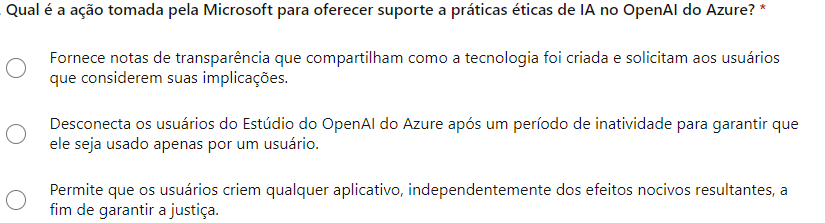 Qual é a ação tomada pela Microsoft para oferecer suporte a práticas éticas de IA no OpenAI do Azure? *
Fornece notas de transparência que compartilham como a tecnologia foi criada e solicitam aos usuários
que considerem suas implicações.
Desconecta os usuários do Estúdio do OpenAI do Azure após um período de inatividade para garantir que
ele seja usado apenas por um usuário.
Permite que os usuários criem qualquer aplicativo, independentemente dos efeitos nocivos resultantes, a
fim de garantir a justiça.